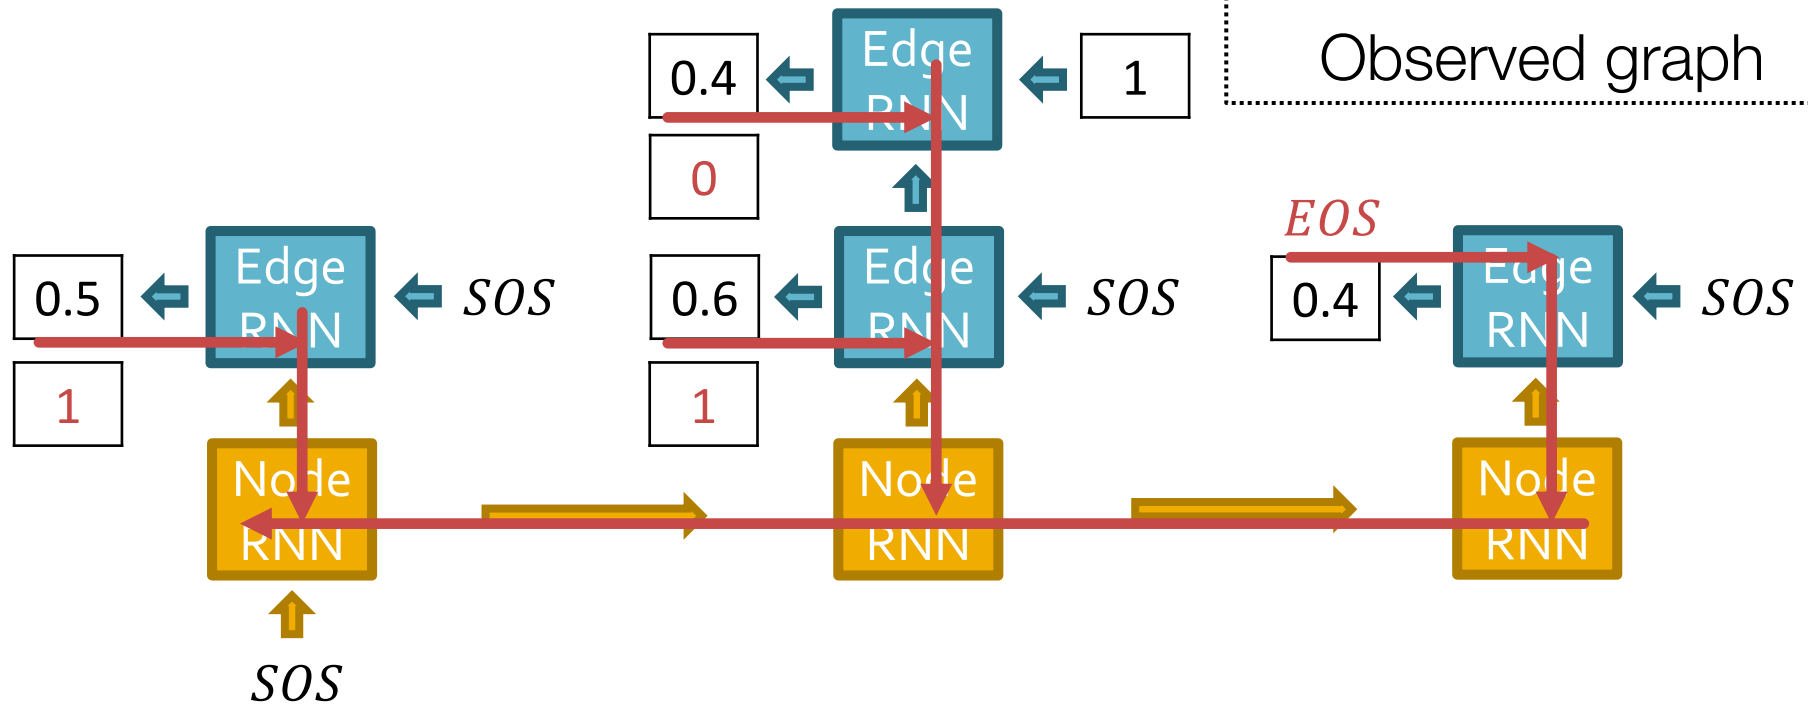 Observed graph
0.4
Edge
RNN
1
0
EOS
0.5
Edge
RNN
SOS
0.6
Edge
RNN
SOS
0.4
Edge
RNN
SOS
1
1
Node
RNN
Node
RNN
Node
RNN
SOS